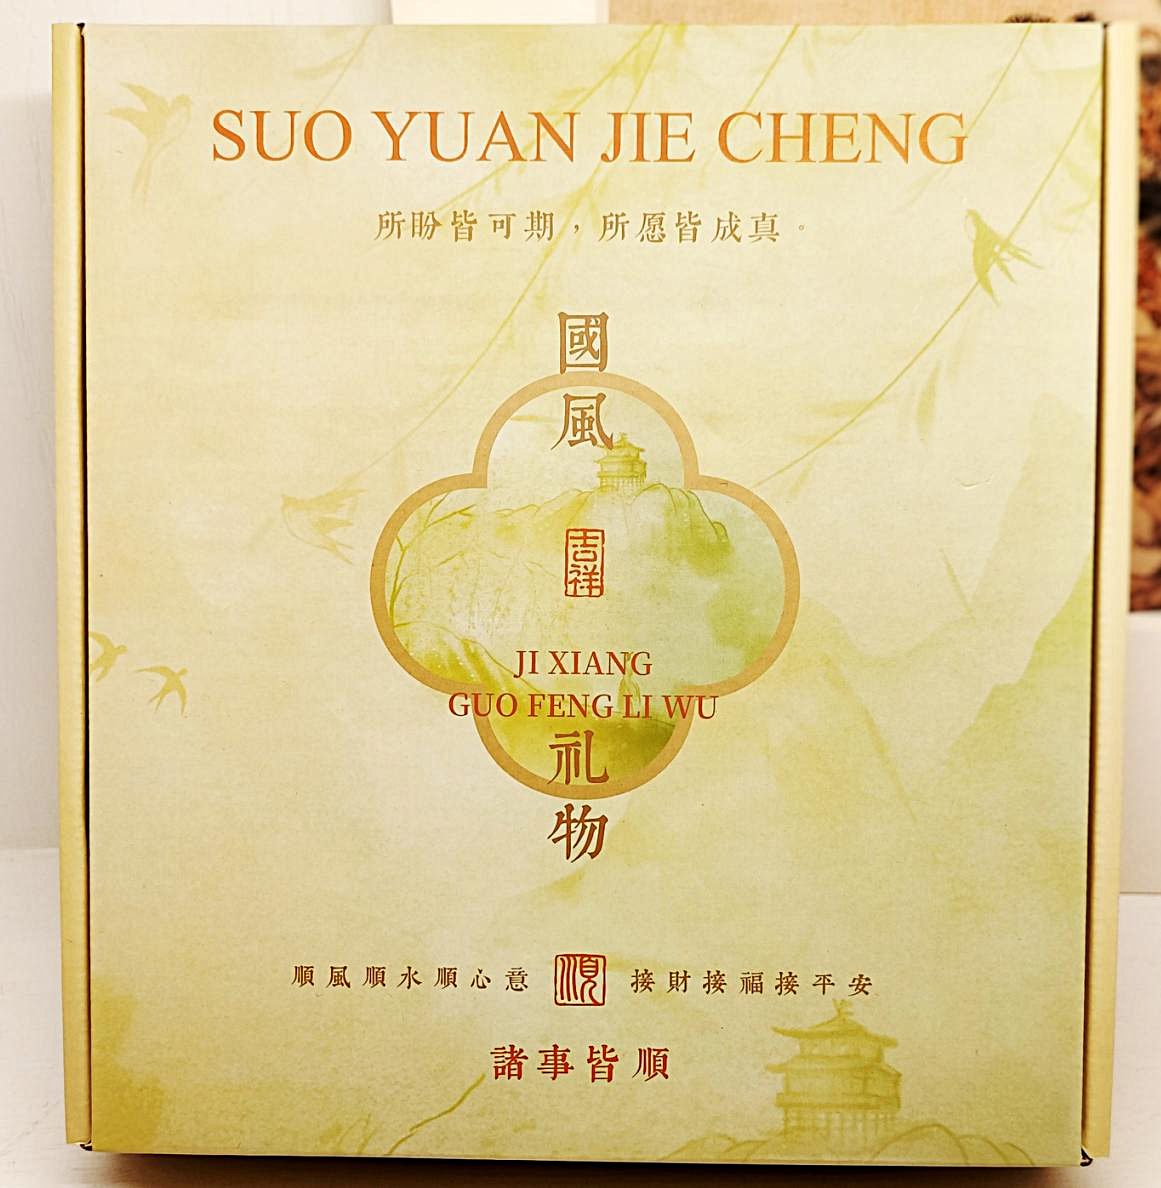 SUO YUAN JIE CHENG
所盼皆可期，所愿皆成真。
國風
吉祥
JI XIANG
GUO FENG LI WU
礼物
順風順水順心意 順 接財接福接平安
諸事皆順